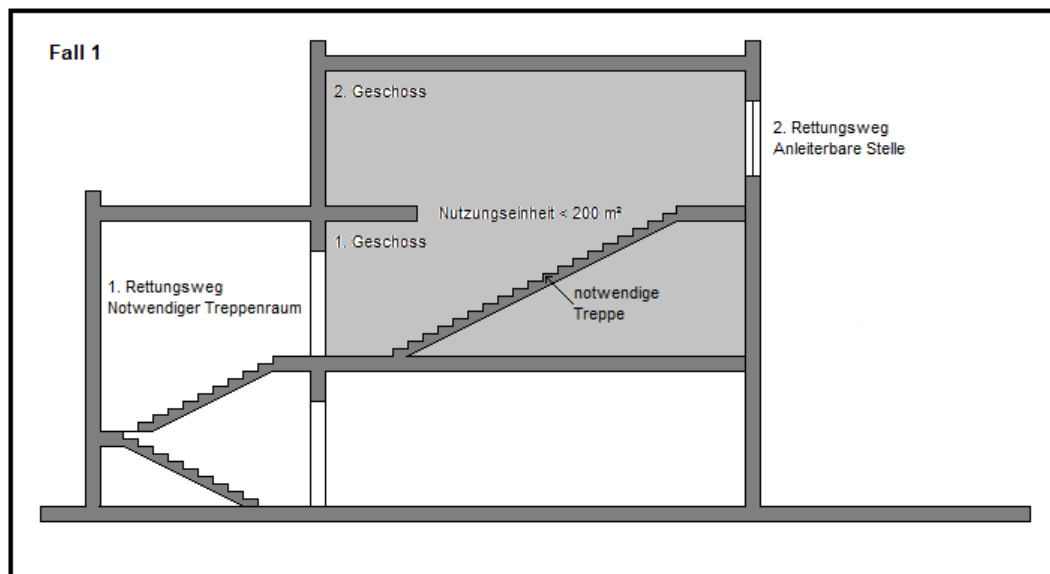 Fall 1
2. Geschoss
2. Rettungsweg
Anleiterbare Stelle
Nutzungseinheit < 200 m²
1. Geschoss
1. Rettungsweg
Notwendiger Treppenraum
notwendige
Treppe